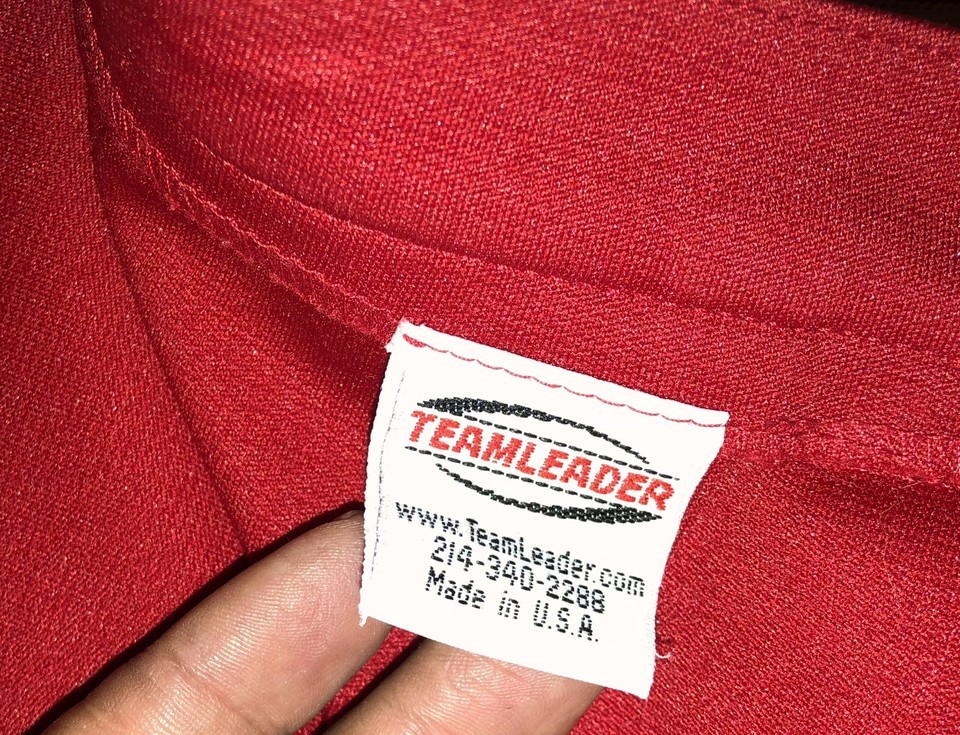 TEAMLEADER
www.TeamLeader.com
214-340-2288
Made in U.S.A.